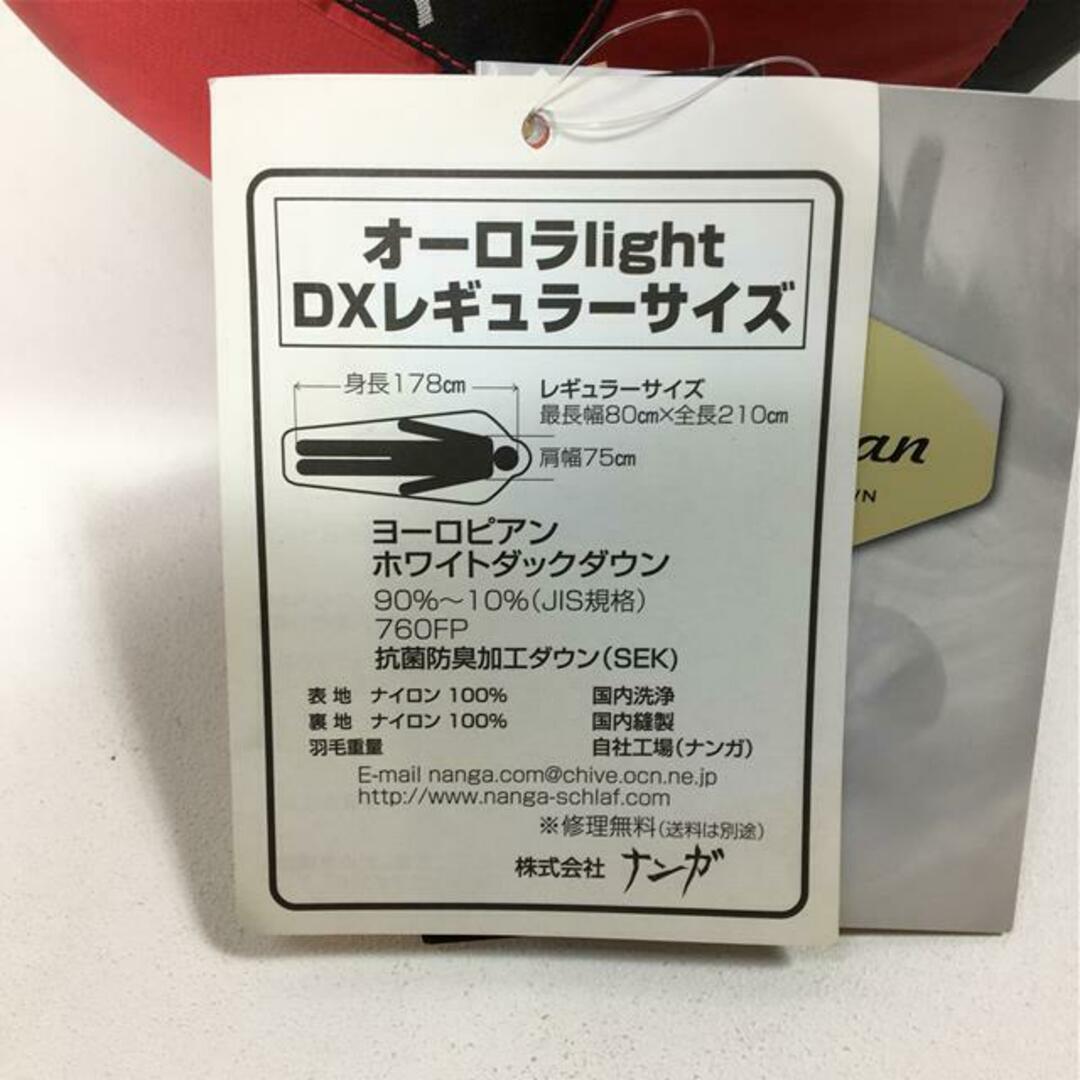 オーロラlight
DXレギュラーサイズ
身長178㎝
レギュラーサイズ
最長幅80㎝×全長210㎝
肩幅75㎝
ヨーロピアン
ホワイトダックダウン
90%~10%(JIS規格)
760FP
抗菌防臭加工ダウン(SEK)
表地 ナイロン 100%
裏地 ナイロン 100%
羽毛重量
国内洗浄
国内縫製
自社工場(ナンガ)
E-mail nanga.com@chive.ocn.ne.jp
http://www.nanga-schlaf.com
※修理無料(送料は別途)
株式会社 ナンガ